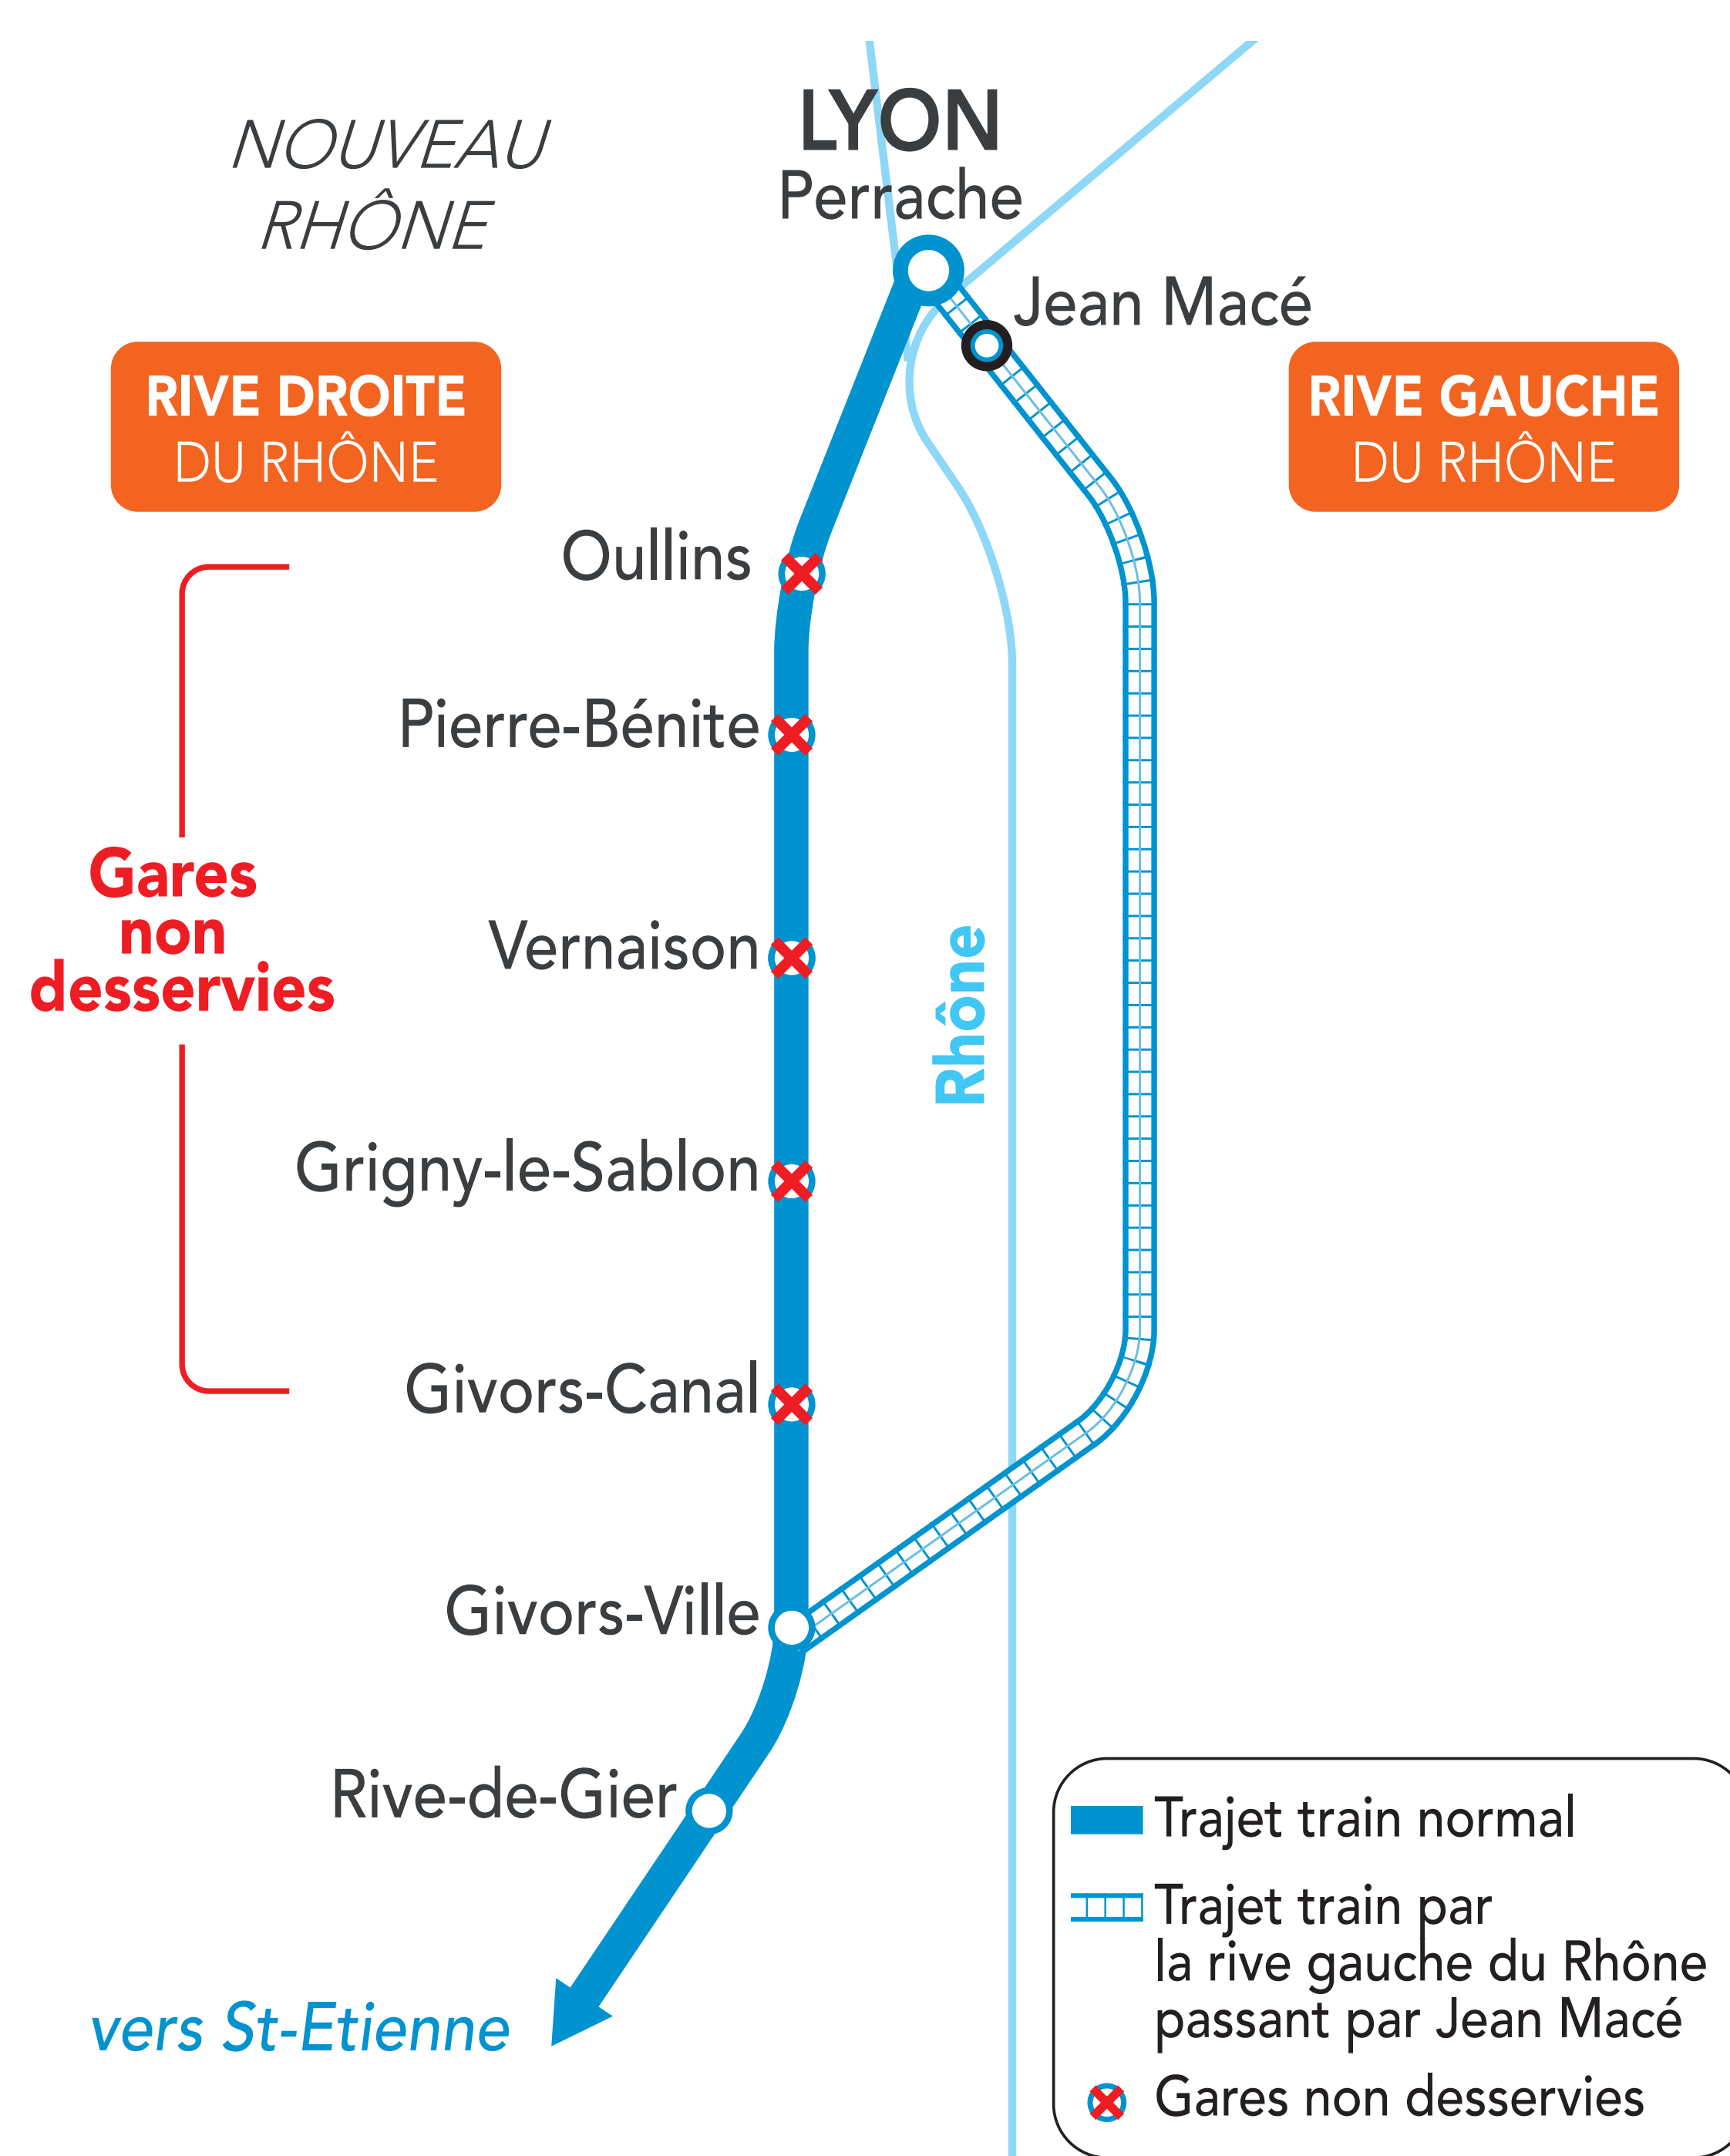 NOUVEAU
RHÔNE
LYON
Perrache
Jean Macé
RIVE DROITE
DU RHÔNE
RIVE GAUCHE
DU RHÔNE
Oullins
Pierre-Bénite
Gares
non
desservies
Vernaison
Rhône
Grigny-le-Sablon
Givors-Canal
Givors-Ville
Rive-de-Gier
vers St-Etienne
Trajet train normal
Trajet train par
la rive gauche du Rhône
passant par Jean Macé
Gares non desservies